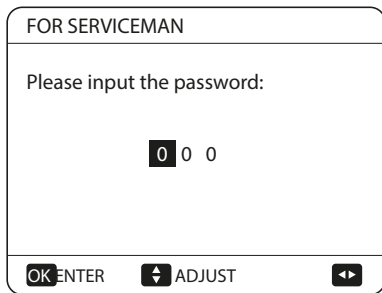 FOR SERVICEMAN
Please input the password:
0 0 0
OK ENTER ADJUST